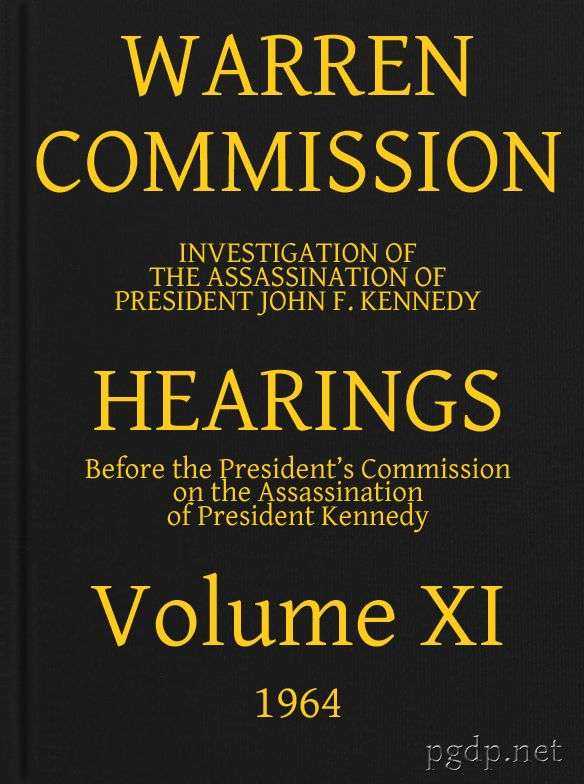 WARREN
COMMISSION
INVESTIGATION OF
THE ASSASSINATION OF
PRESIDENT JOHN F. KENNEDY
HEARINGS
Before the President’s Commission
on the Assassination
of President Kennedy
Volume XI
1964
pgdp.net